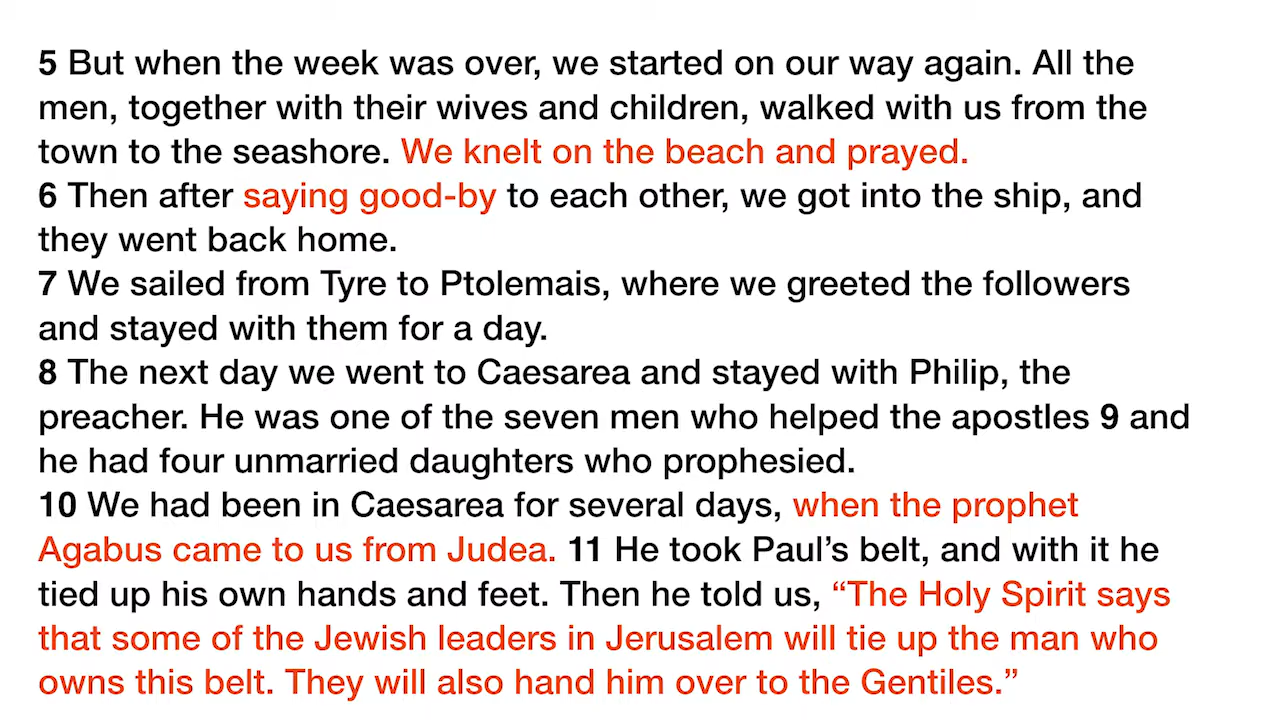 5 But when the week was over, we started on our way again. All the
men, together with their wives and children, walked with us from the
town to the seashore. We knelt on the beach and prayed.
6 Then after saying good-by to each other, we got into the ship, and
they went back home.
7 We sailed from Tyre to Ptolemais, where we greeted the followers
and stayed with them for a day.
8 The next day we went to Caesarea and stayed with Philip, the
preacher. He was one of the seven men who helped the apostles 9 and
he had four unmarried daughters who prophesied.
10 We had been in Caesarea for several days, when the prophet
Agabus came to us from Judea. 11 He took Paul’s belt, and with it he
tied up his own hands and feet. Then he told us, “The Holy Spirit says
that some of the Jewish leaders in Jerusalem will tie up the man who
owns this belt. They will also hand him over to the Gentiles.”